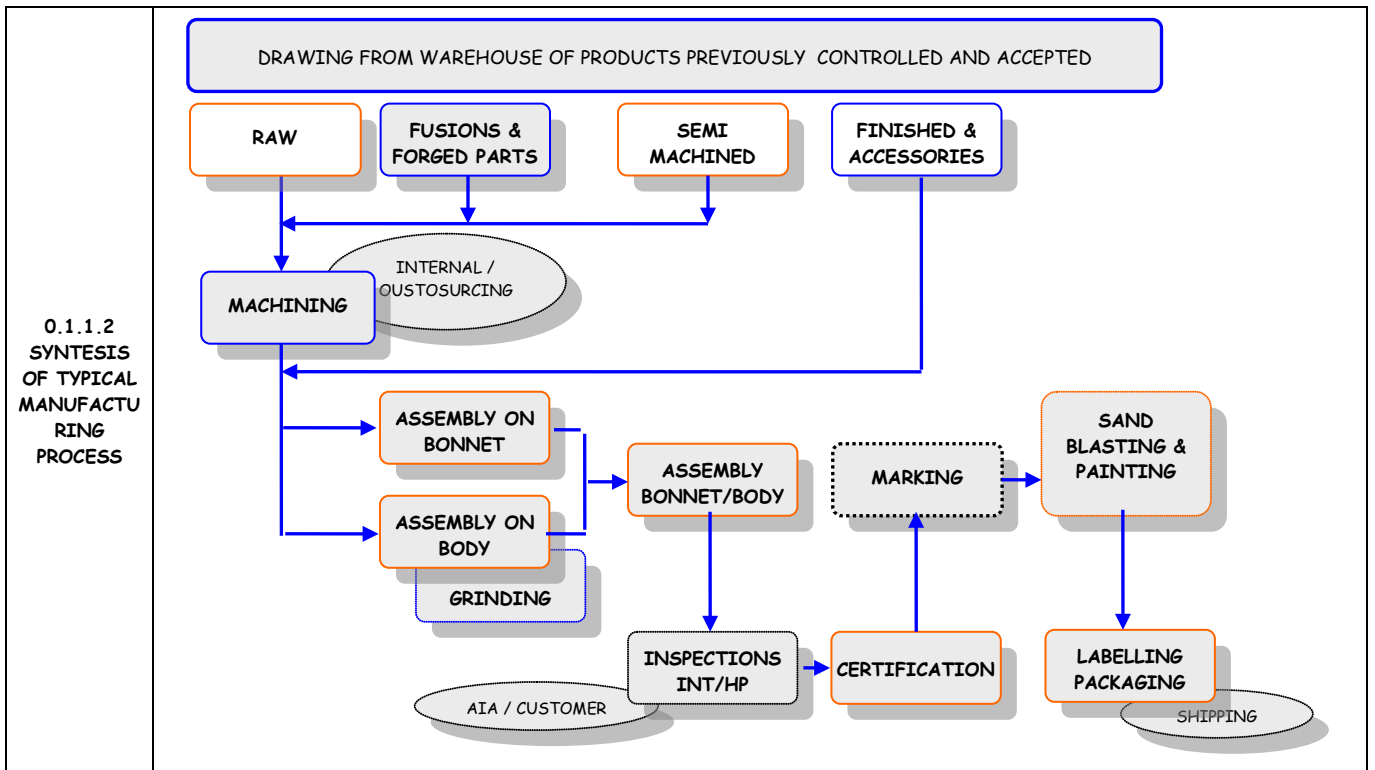 DRAWING FROM WAREHOUSE OF PRODUCTS PREVIOUSLY CONTROLLED AND ACCEPTED
RAW
FUSIONS &
FORGED PARTS
SEMI
MACHINED
FINISHED &
ACCESSORIES
INTERNAL /
OUSTOSURCING
MACHINING
0.1.1.2
SYNTESIS
OF TYPICAL
MANUFACTU
RING
PROCESS
ASSEMBLY ON
BONNET
ASSEMBLY ON
BODY
GRINDING
ASSEMBLY
BONNET/BODY
MARKING
SAND
BLASTING &
PAINTING
INSPECTIONS
INT/HP
AIA / CUSTOMER
CERTIFICATION
LABELLING
PACKAGING
SHIPPING